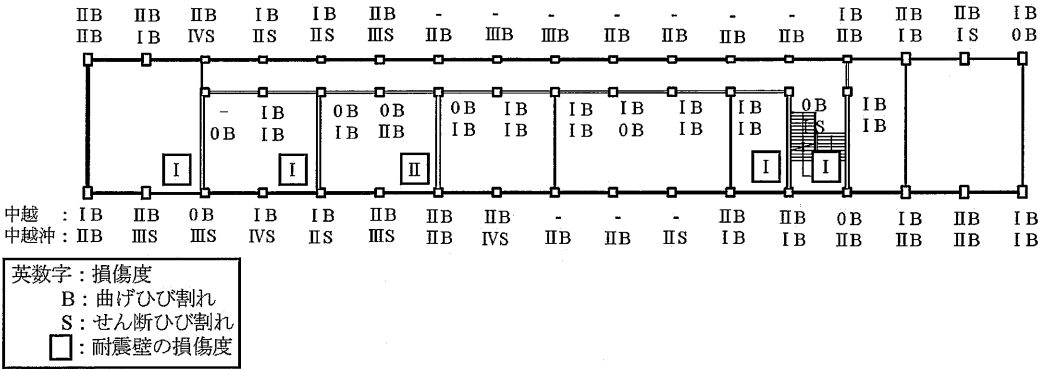 ⅡB ⅡB ⅡB ⅠB ⅠB ⅡB - - - - - - - ⅠB ⅡB ⅡB ⅠB
ⅡB ⅠB ⅣS ⅡS ⅡS ⅢS ⅡB ⅢB ⅢB ⅡB ⅡB ⅡB ⅡB ⅡB ⅠB ⅠS 0B
- ⅠB 0B 0B 0B ⅠB ⅠB ⅠB ⅠB ⅠB 0B ⅠB
0B ⅠB ⅠB ⅡB ⅠB ⅠB ⅠB 0B ⅠB ⅠB S ⅠB
Ⅰ Ⅰ Ⅱ Ⅰ Ⅰ
中越 : ⅠB ⅡB 0B ⅠB ⅠB ⅡB ⅡB ⅡB - - - ⅡB ⅡB 0B ⅠB ⅡB ⅠB
中越沖 : ⅡB ⅢS ⅢS ⅣS ⅡS ⅢS ⅡB ⅣS ⅡB ⅡB ⅡS ⅠB ⅠB ⅡB ⅡB ⅡB ⅠB
英数字 : 損傷度
B : 曲げひび割れ
S : せん断ひび割れ
: 耐震壁の損傷度